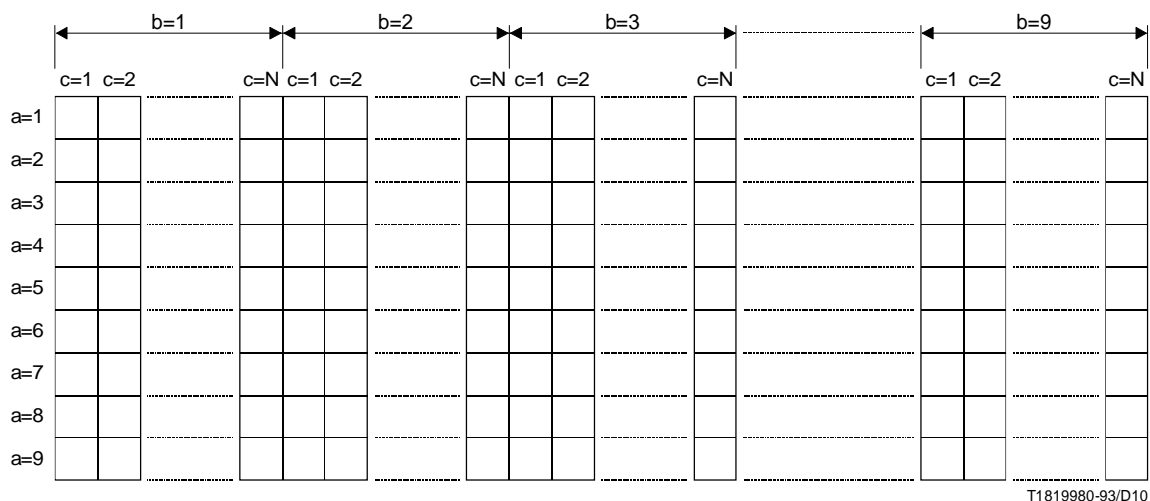 b=1 b=2 b=3 b=9
c=1 c=2 c=N c=1 c=2 c=N c=1 c=2 c=N c=1 c=2 c=N
a=1
a=2
a=3
a=4
a=5
a=6
a=7
a=8
a=9
T1819980-93/D10